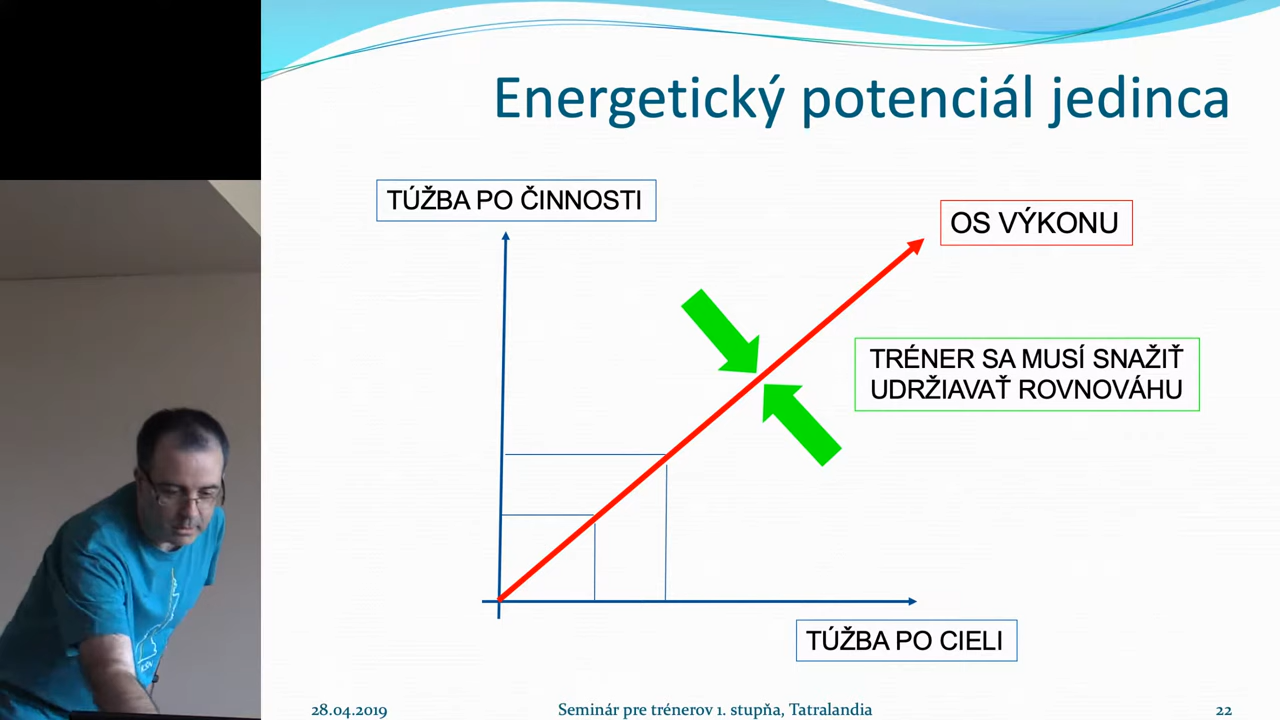 Energetický potenciál jedinca
TÚŽBA PO ČINNOSTI
OS VÝKONU
TRÉNER SA MUSÍ SNAŽIŤ
UDRŽIAVAŤ ROVNOVÁHU
TÚŽBA PO CIELI
28.04.2019
Seminár pre trénerov 1. stupňa, Tatralandia
22